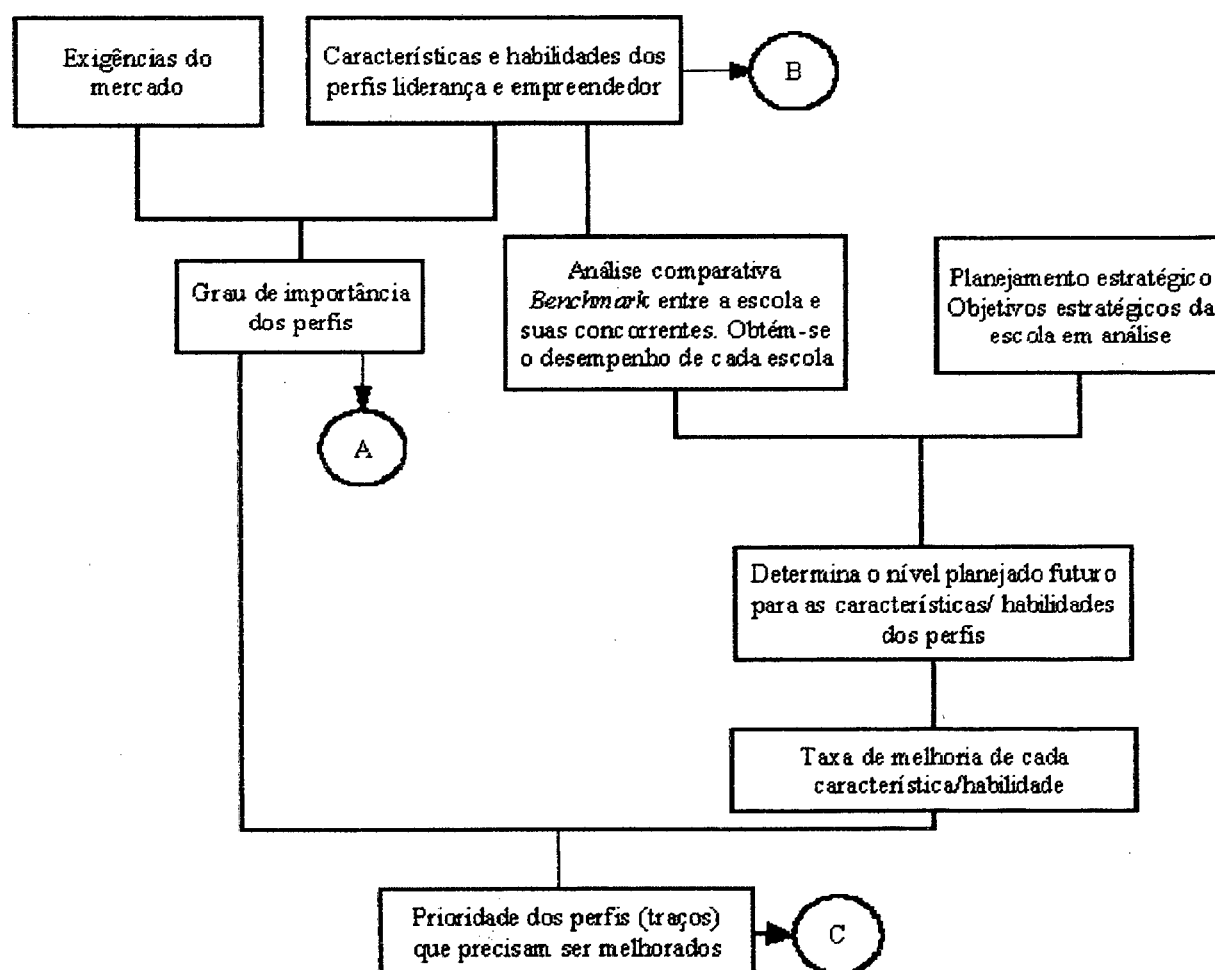 Exigências do
mercado
Características e habilidades dos
perfis liderança e empreendedor
B
Grau de importância
dos perfis
Análise comparativa
Benchmark entre a escola e
suas concorrentes. Obtém-se
o desempenho de cada escola
Planejamento estratégico
Objetivos estratégicos da
escola em análise
A
Determina o nível planejado futuro
para as características/ habilidades
dos perfis
Taxa de melhoria de cada
característica/habilidade
Prioridade dos perfis (traços)
que precisam ser melhorados
C